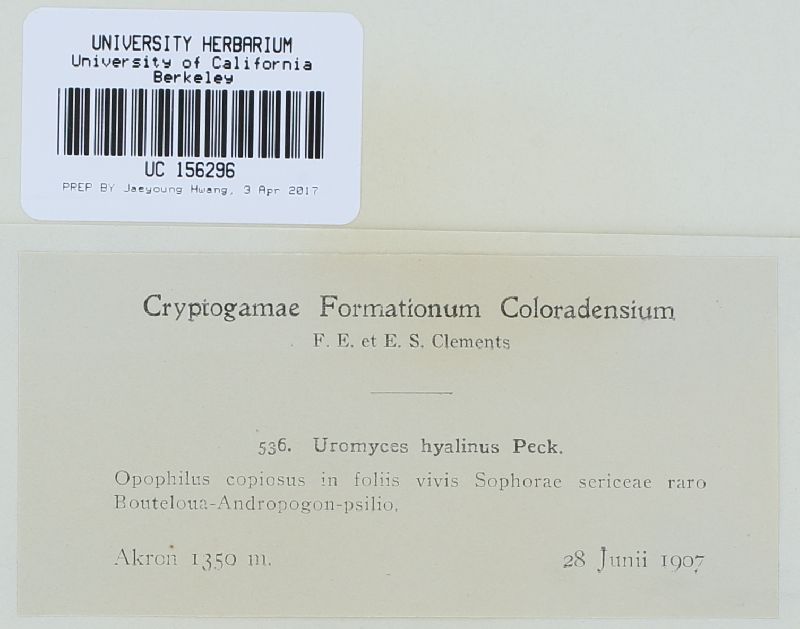 UNIVERSITY HERBARIUM
University of California
Berkeley
UC 156296
PREP BY Jaeyoung Hwang, 3 Apr 2017
Cryptogamae Formationum Coloradensium
F. E. et E. S. Clements
536. Uromyces hyalinus Peck.
Opophilus copiosus in foliis vivis Sophorae sericeae raro
Bouteloua-Andropogon-psilio,
Akron 1350 m.
28 Junii 1907